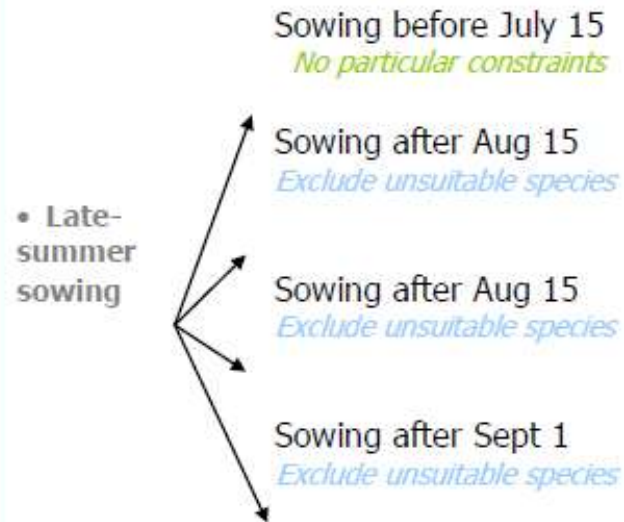 Sowing before July 15
No particular constraints
Sowing after Aug 15
Exclude unsuitable species
• Late-
summer
sowing
Sowing after Aug 15
Exclude unsuitable species
Sowing after Sept 1
Exclude unsuitable species